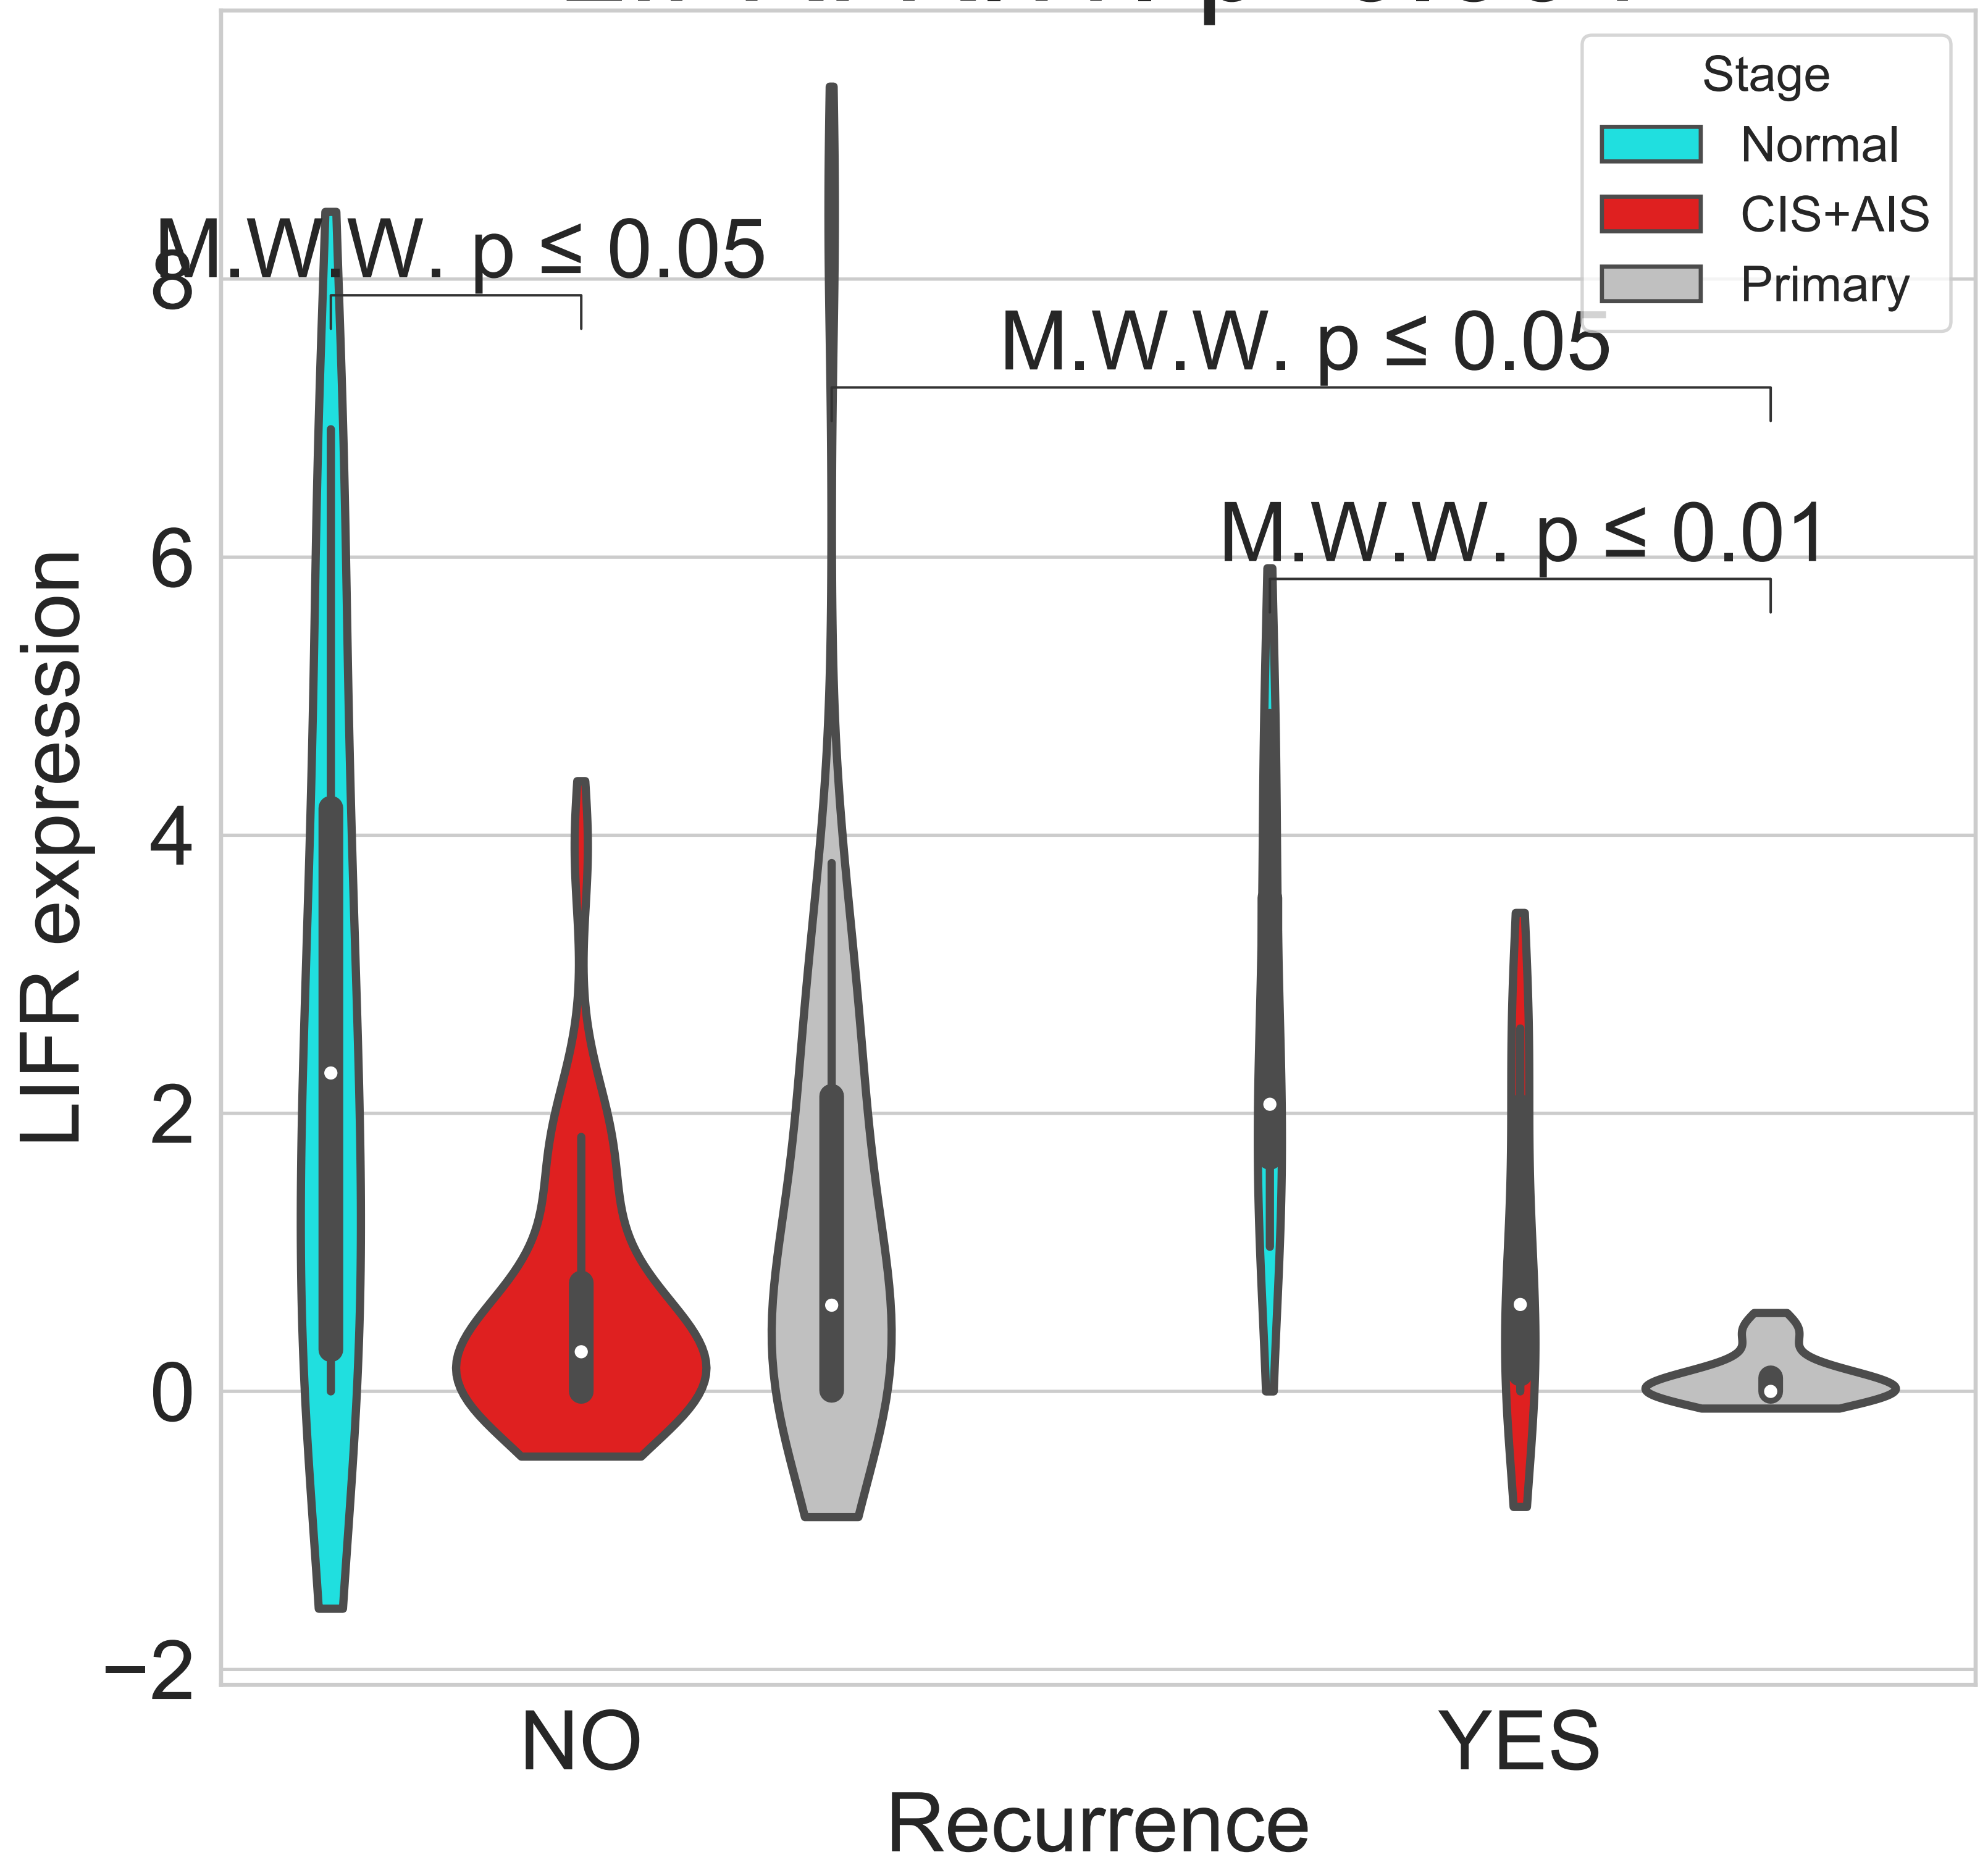 Stage
Normal
CIS+AIS
Primary
M.W.W. p ≤ 0.05
M.W.W. p ≤ 0.05
M.W.W. p ≤ 0.01
8
6
4
2
0
−2
LIFR expression
NO
YES
Recurrence